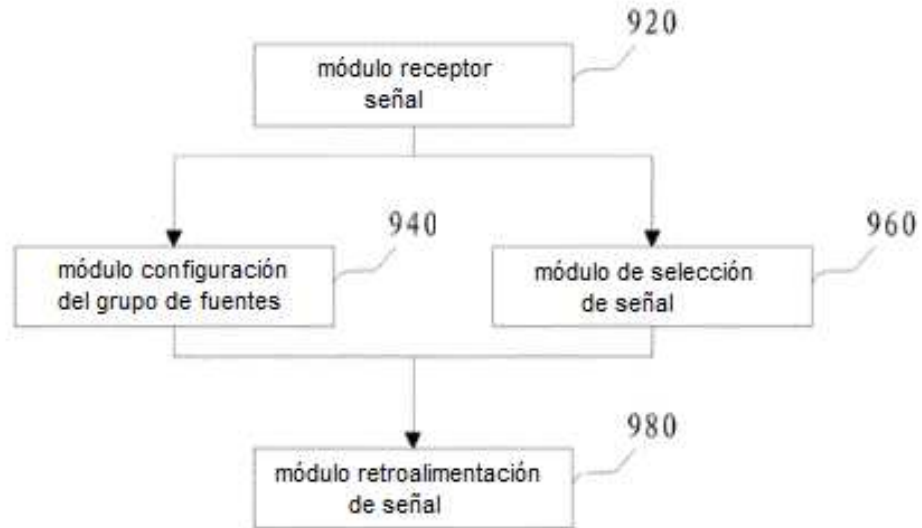 920
módulo receptor
señal
940
módulo configuración
del grupo de fuentes
960
módulo de selección
de señal
980
módulo retroalimentación
de señal